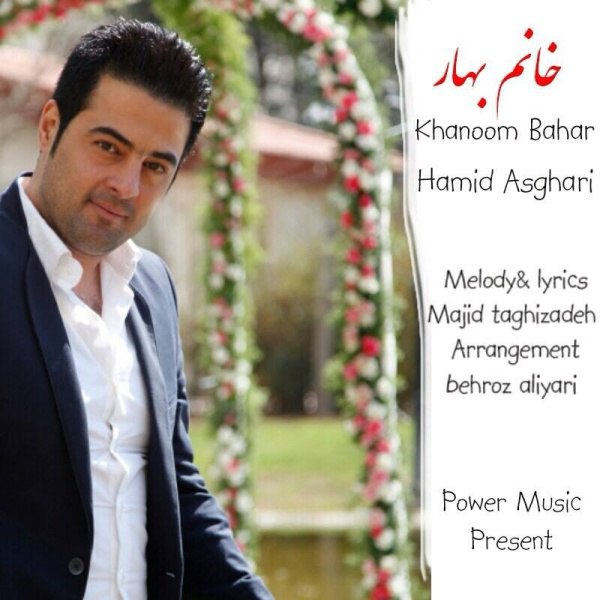 خانم بهار
Khanoom Bahar
Hamid Asghari
Melody& lyrics
Majid taghizadeh
Arrangement
behroz aliyari
Power Music
Present